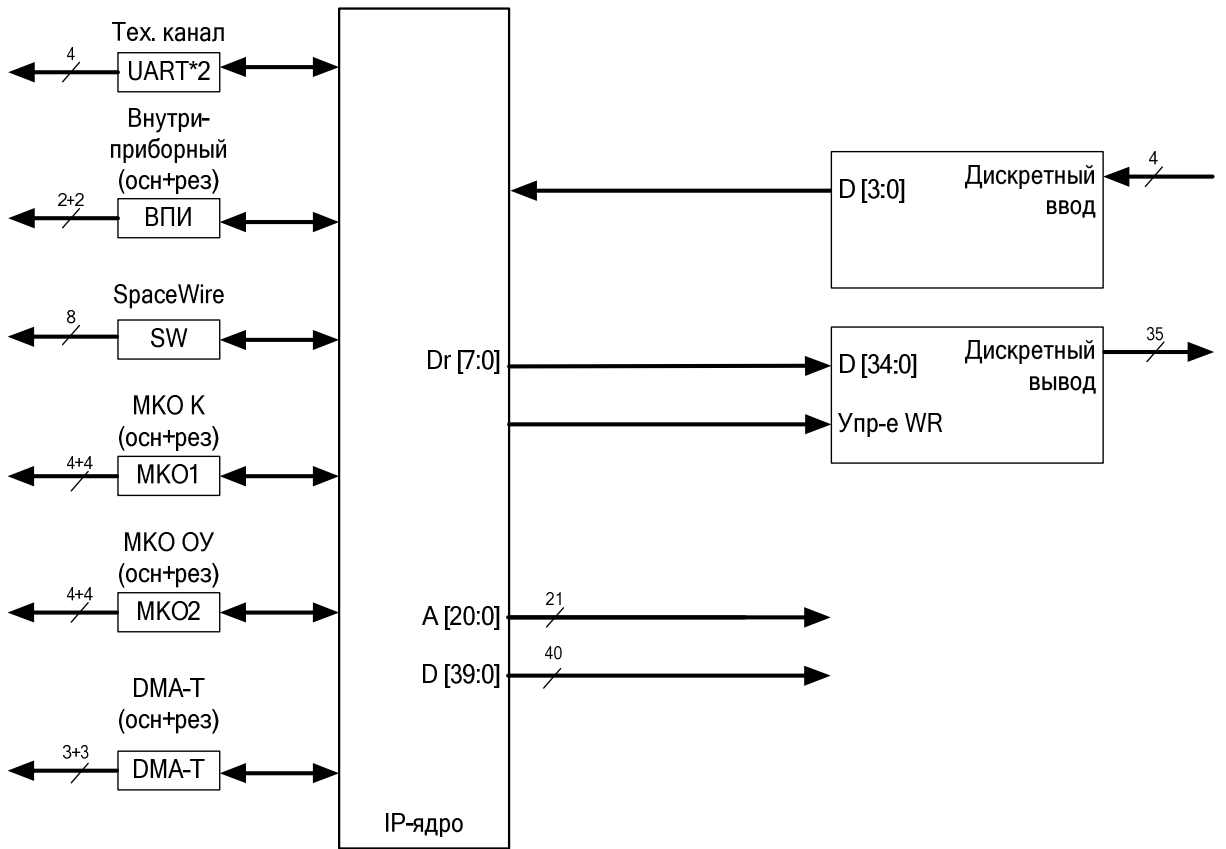 Тех. канал
4
UART*2
Внутри-
приборный
(осн+рез)
2+2
ВПИ
SpaceWire
8
SW
МКО К
(осн+рез)
4+4
МКО1
МКО ОУ
(осн+рез)
4+4
МКО2
DMA-T
(осн+рез)
3+3
DMA-T
Dr [7:0]
A [20:0]
21
D [39:0]
40
IP-ядро
D [3:0]
Дискретный
ввод
4
D [34:0]
Дискретный
вывод
35
Упр-е WR